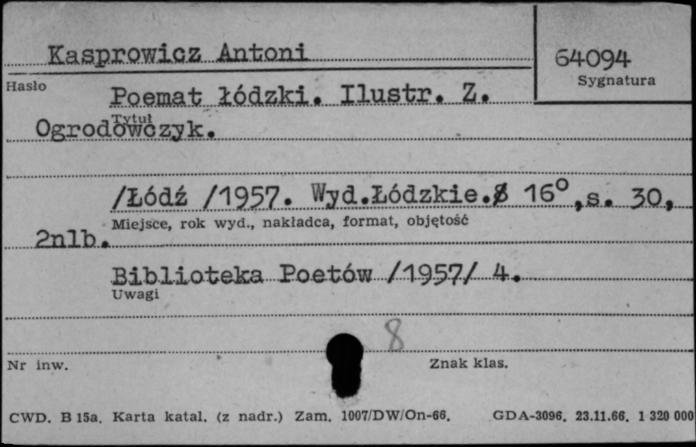 Kasprowicz Antoni
64094
Hasło
Sygnatura
Poemat łódzki. Ilustr. Z.
Tytuł
Ogrodowczyk.
/Łódź /1957. Wyd.Łódzkie. 16°,s. 30,
Miejsce, rok wyd., nakładca, format, objętość
2nlb.
Biblioteka Poetów /1957/ 4.
Uwagi
8
Nr inw.
Znak klas.
CWD. B 15a. Karta katal. (z nadr.) Zam. 1007/DW/On-66. GDA-3096. 23.11.66. 1 320 000